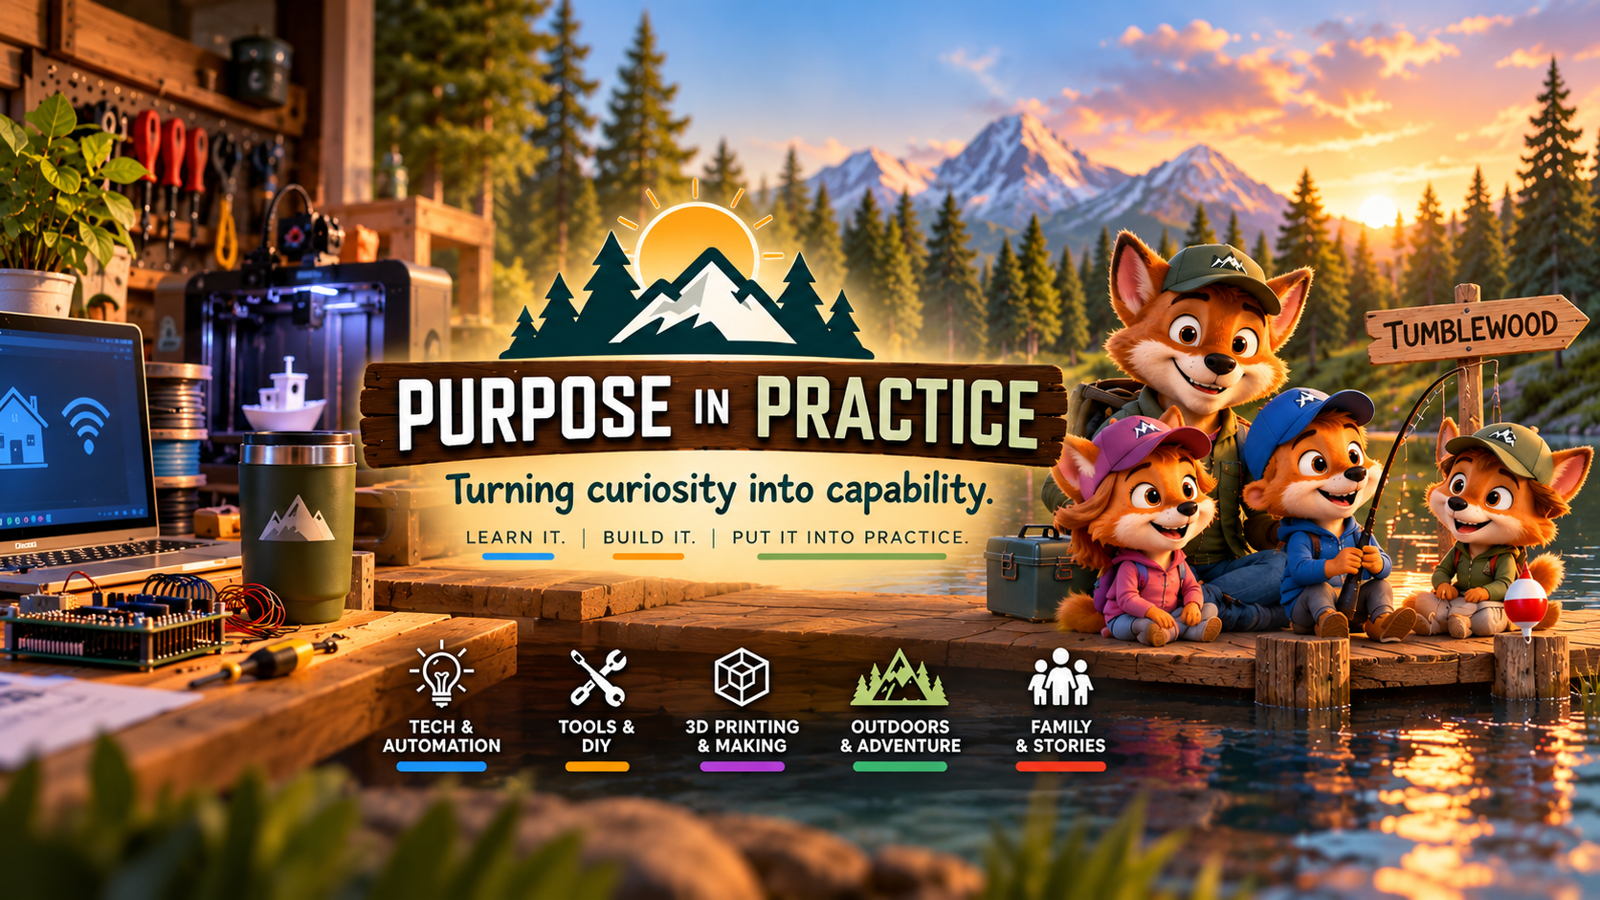 PURPOSE IN PRACTICE
Turning curiosity into capability.
LEARN IT. | BUILD IT. | PUT IT INTO PRACTICE.
TUMBLEWOOD
TECH &
AUTOMATION
TOOLS &
DIY
3D PRINTING
& MAKING
OUTDOORS
& ADVENTURE
FAMILY
& STORIES